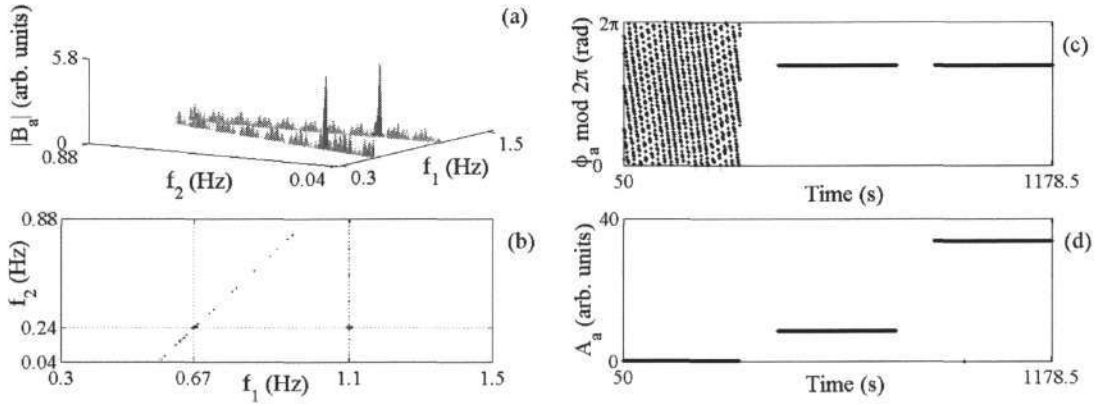 (a)
5.8
|B_a| (arb. units)
0
0.88
f_2 (Hz)
0.04
0.3
f_1 (Hz)
1.5
(b)
0.88
f_2 (Hz)
0.24
0.04
0.3
0.67
f_1 (Hz)
1.1
1.5
(c)
2π
ϕ_a mod 2π (rad)
0
50
Time (s)
1178.5
(d)
40
A_a (arb. units)
0
50
Time (s)
1178.5